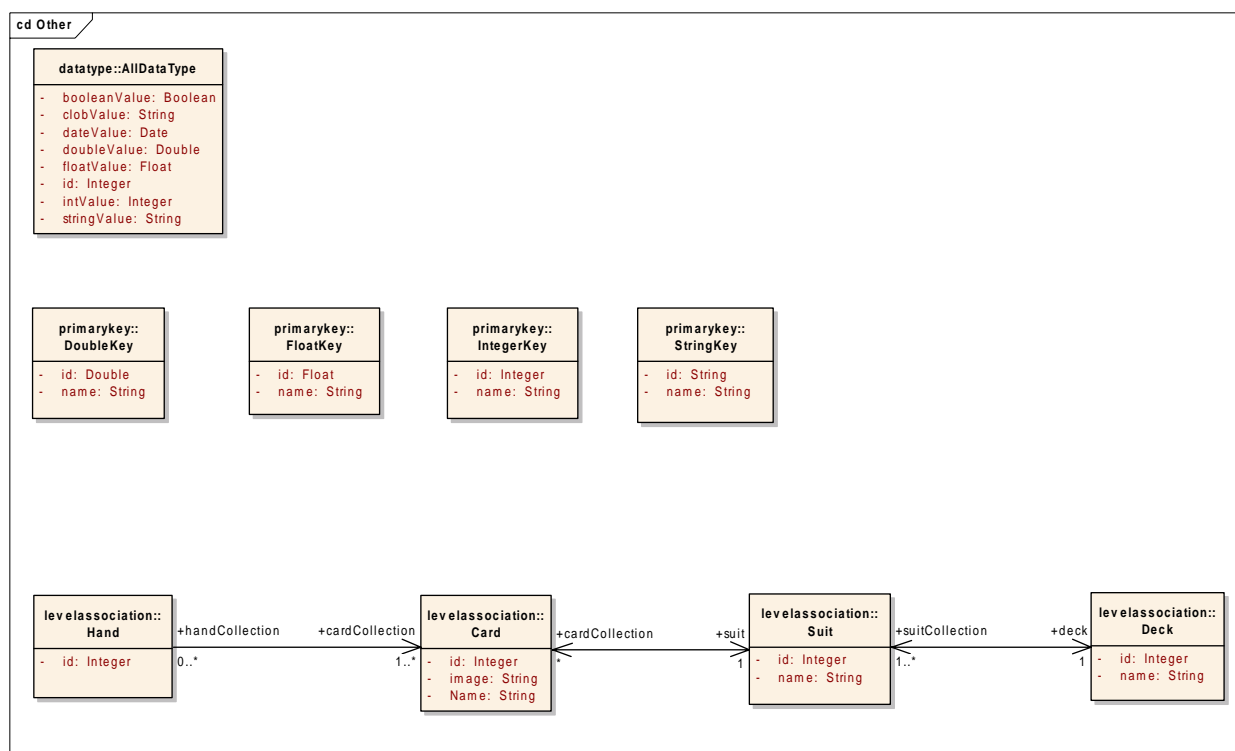 cd Other
datatype::AllDataType
- booleanValue: Boolean
- clobValue: String
- dateValue: Date
- doubleValue: Double
- floatValue: Float
- id: Integer
- intValue: Integer
- stringValue: String
primarykey::
DoubleKey
- id: Double
- name: String
primarykey::
FloatKey
- id: Float
- name: String
primarykey::
IntegerKey
- id: Integer
- name: String
primarykey::
StringKey
- id: String
- name: String
levelassociation::
Hand
- id: Integer
+handCollection
0..*
+cardCollection
1..*
levelassociation::
Card
- id: Integer
- image: String
- Name: String
+cardCollection
*
+suit
1
levelassociation::
Suit
- id: Integer
- name: String
+suitCollection
1..*
+deck
1
levelassociation::
Deck
- id: Integer
- name: String